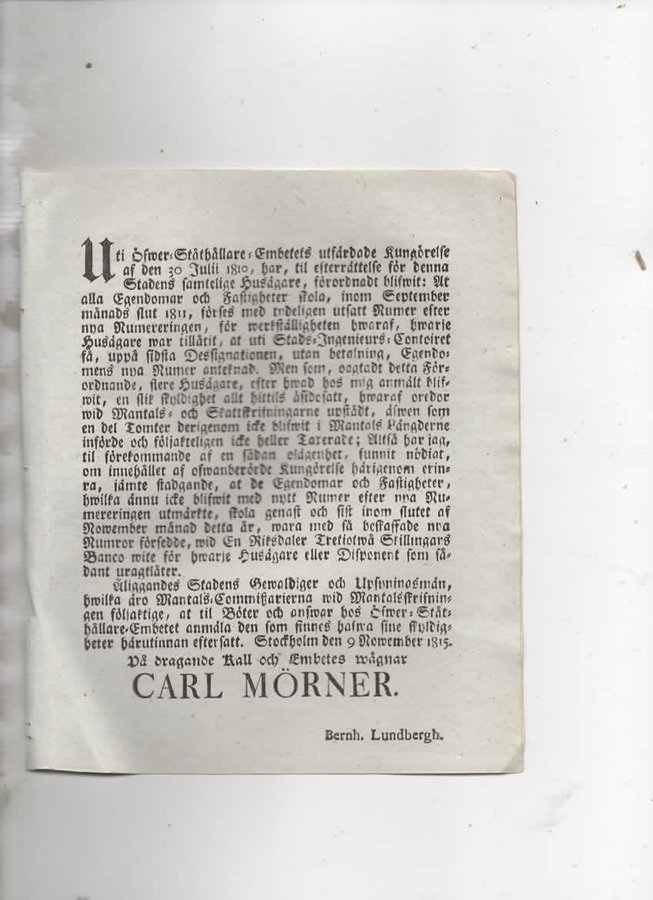 Uti Öfwer-Ståthållare-Embetets utfärdade Kungörelse
af den 30 Julii 1810, har, til efterrättelse för denna
Stadens samtelige Husägare, förordnadt blifwit: At
alla Egendomar och Fastigheter skola, inom September
månads slut 1811, förses med tydeligen utsatt Numer efter
nya Numereringen, för werkställigheten hwaraf, hwarje
Husägare war tillåtit, at uti Stads-Ingenieurs-Contoiret
få, uppå sidsta Dessignationen, utan betalning, Egendo-
mens nya Numer anteknad. Men som, oagtadt detta För-
ordnande, flere Husägare, efter hwad hos mig anmält blif-
wit, en slik skyldighet allt hittils åsidosatt, hwaraf oredor
wid Mantals- och Skattskrifningarne upstådt, äfwen som
en del Tomter derigenom icke blifwit i Mantals Längderne
införde och följakteligen icke heller Taxerade; Altså har jag,
til förekommande af en sådan olägenhet, funnit nödigt,
om innehållet af ofwanberörde Kungörelse härigenom erin-
ra, jämte stadgande, at de Egendomar och Fastigheter,
hwilka ännu icke blifwit med nytt Numer efter nya Nu-
mereringen utmärkte, skola genast och sist inom slutet af
November månad detta år, wara med så beskaffade nya
Numror försedde, wid En Riksdaler Tretiotwå Skillingars
Banco wite för hwarje Husägare eller Disponent som så-
dant uraktlåter.
Åliggandes Stadens Gewaldiger och Upsyningsmän,
hwilka äro Mantals-Commissarierna wid Mantalsskrifnin-
gen följaktige, at til Böter och answar hos Öfwer-Ståt-
hållare-Embetet anmäla den som finnes hafwa sine skyldig-
heter härutinnan eftersatt. Stockholm den 9 November 1815.
På dragande Kall och Embetes wägnar
CARL MÖRNER.
Bernh. Lundbergh.